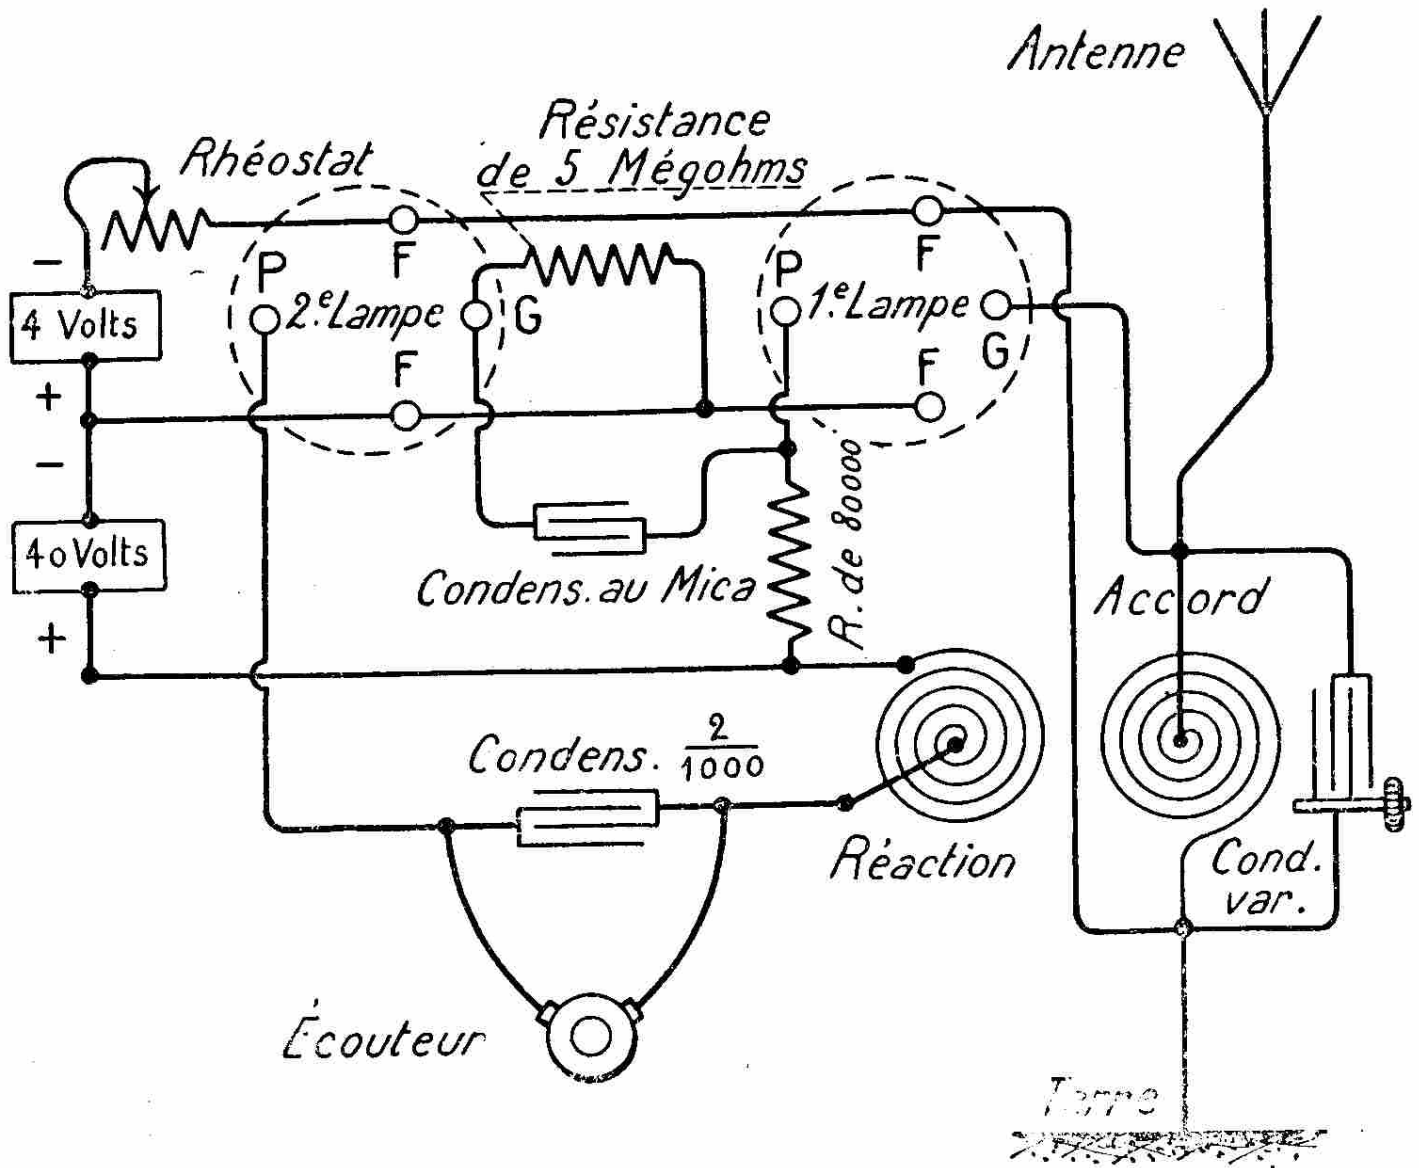 Antenne
Résistance
de 5 Mégohms
Rhéostat
−
4 Volts
+
−
40 Volts
+
P
F
2e. Lampe
G
F
P
F
1e. Lampe
G
F
R. de 80000
Condens. au Mica
Accord
Condens. 2/1000
Réaction
Cond.
var.
Écouteur
Terre